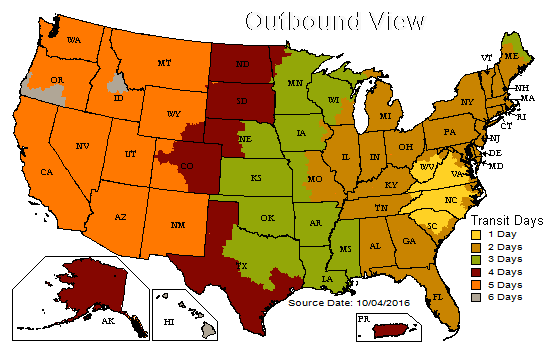 Outbound View
WA
MT
ND
MN
ME
VT
OR
ID
SD
WI
NY
NH
MA
MI
RI
CT
WY
IA
PA
NJ
NE
OH
DE
NV
UT
IL
IN
MD
WV
VA
CA
CO
KS
MO
KY
NC
TN
AZ
NM
OK
AR
SC
MS
AL
GA
TX
LA
FL
Transit Days
1 Day
2 Days
3 Days
4 Days
5 Days
6 Days
Source Date: 10/04/2016
AK
HI
PR